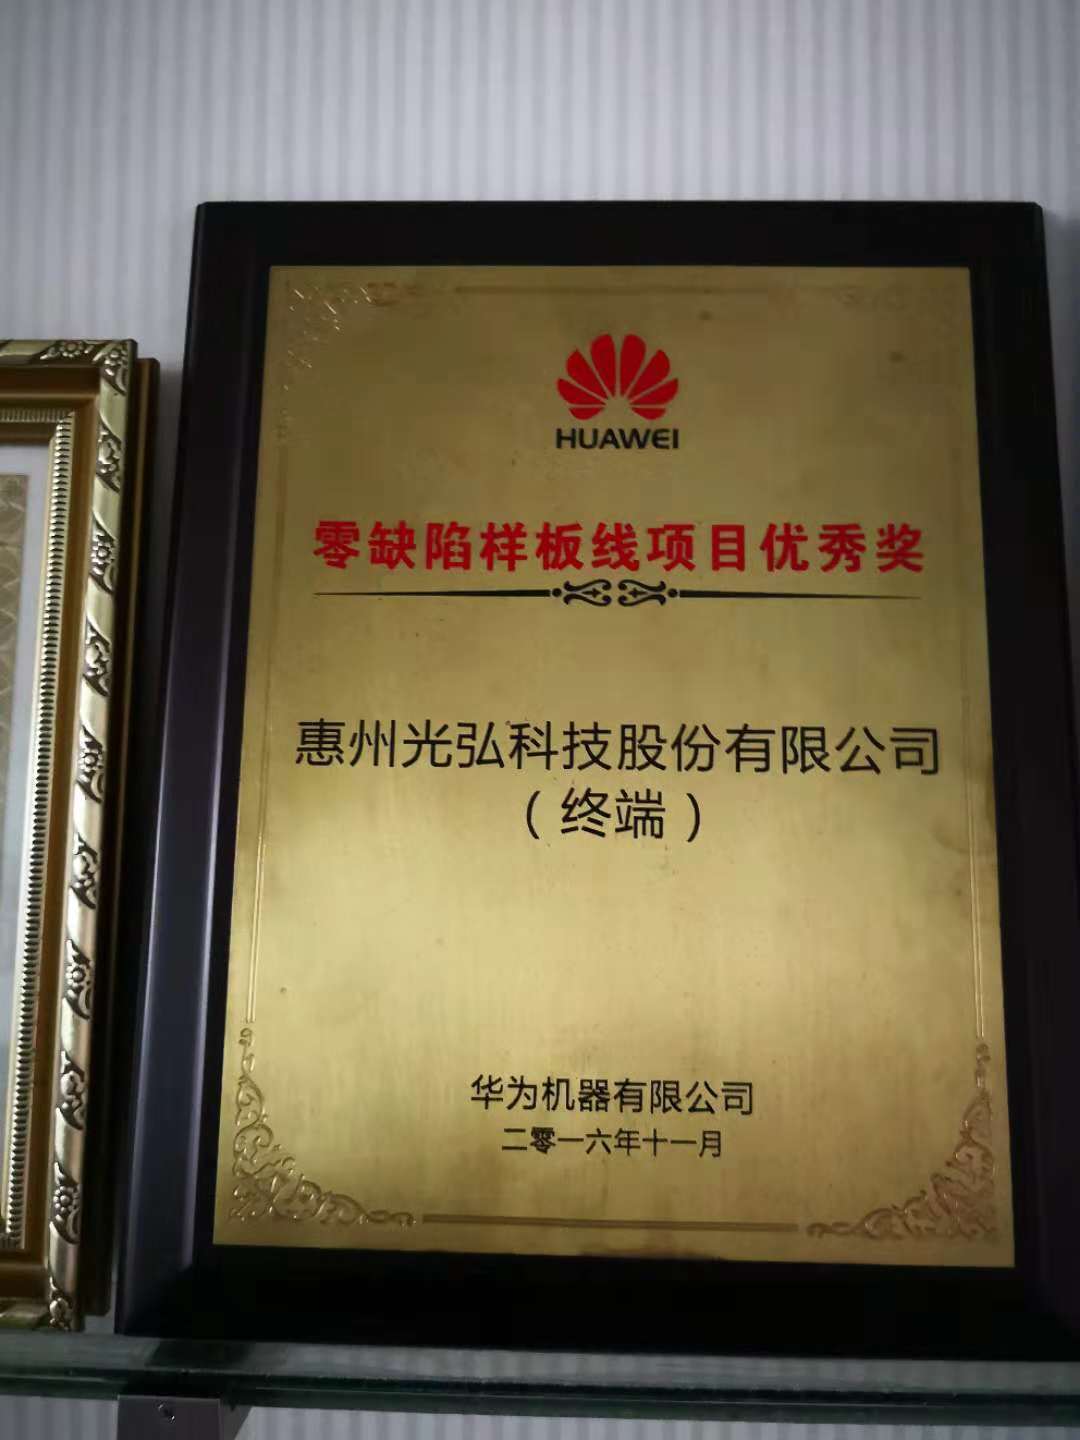 HUAWEI
零缺陷样板线项目优秀奖
惠州光弘科技股份有限公司
（终端）
华为机器有限公司
二零一六年十一月